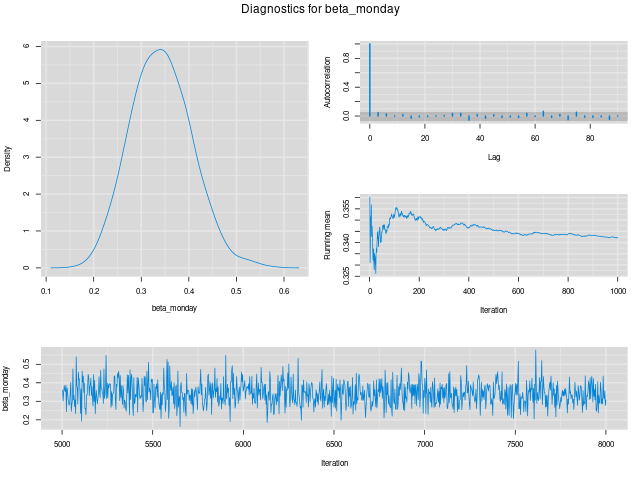 Diagnostics for beta_monday
Density
0 1 2 3 4 5 6
0.1 0.2 0.3 0.4 0.5 0.6
beta_monday
Autocorrelation
0.0 0.4 0.8
0 20 40 60 80
Lag
Running mean
0.325 0.340 0.355
0 200 400 600 800 1000
Iteration
beta_monday
0.2 0.3 0.4 0.5
5000 5500 6000 6500 7000 7500 8000
Iteration